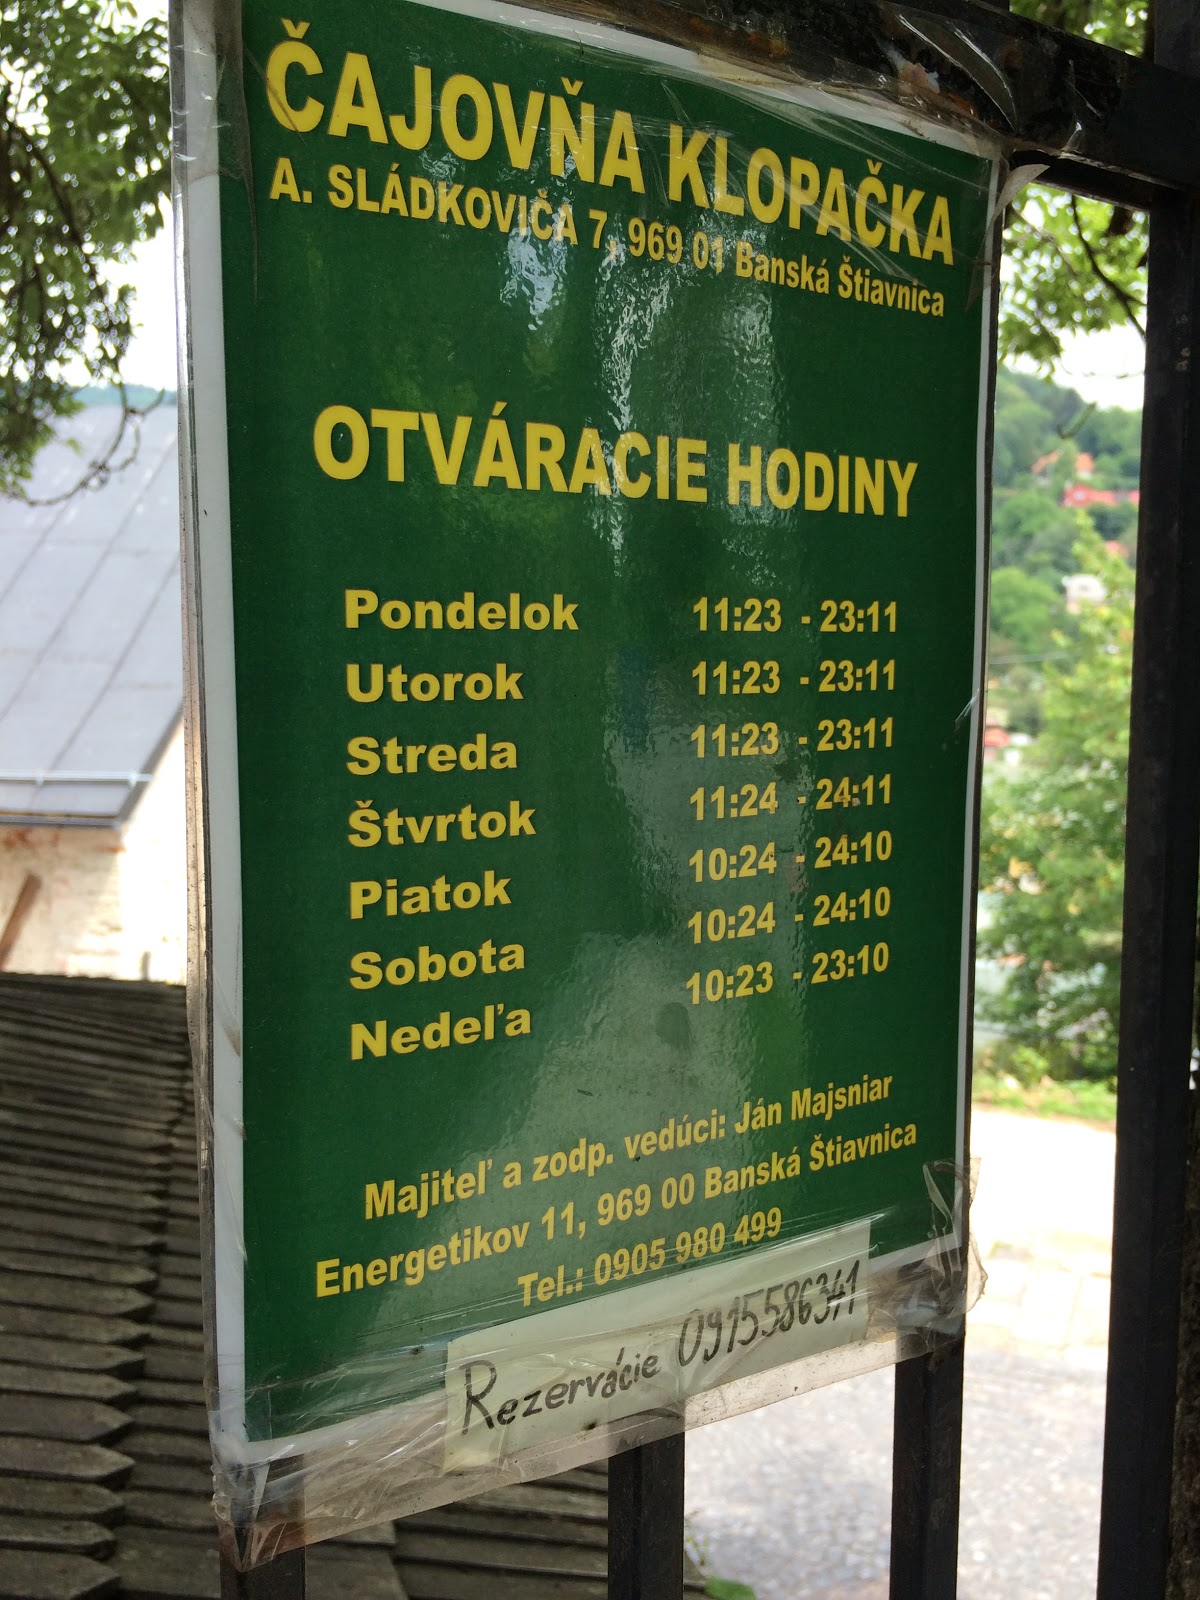 ČAJOVŇA KLOPAČKA
A. SLÁDKOVIČA 7, 969 01 Banská Štiavnica
OTVÁRACIE HODINY
Pondelok 11:23 - 23:11
Utorok 11:23 - 23:11
Streda 11:23 - 23:11
Štvrtok 11:24 - 24:11
Piatok 10:24 - 24:10
Sobota 10:24 - 24:10
Nedeľa 10:23 - 23:10
Majiteľ a zodp. vedúci: Ján Majsniar
Energetikov 11, 969 00 Banská Štiavnica
Tel.: 0905 980 499
Rezervácie 0915586341